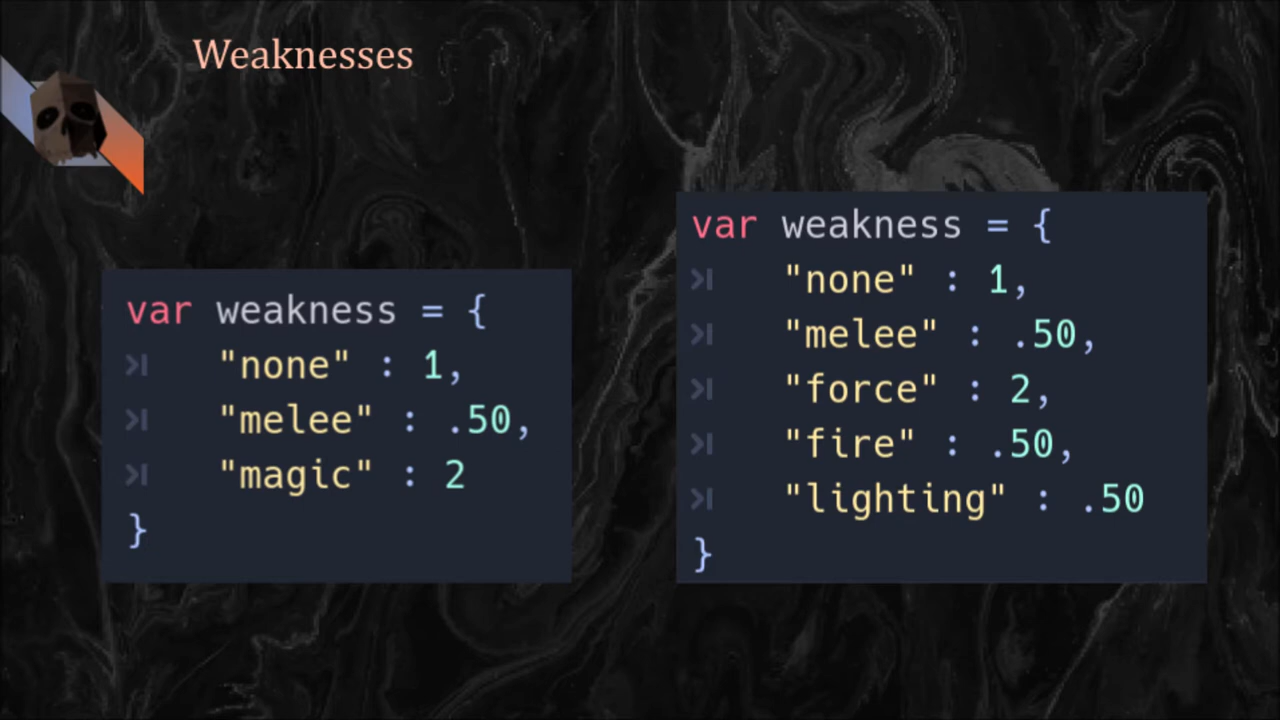 Weaknesses
var weakness = {
"none" : 1,
"melee" : .50,
"magic" : 2
}
var weakness = {
"none" : 1,
"melee" : .50,
"force" : 2,
"fire" : .50,
"lighting" : .50
}